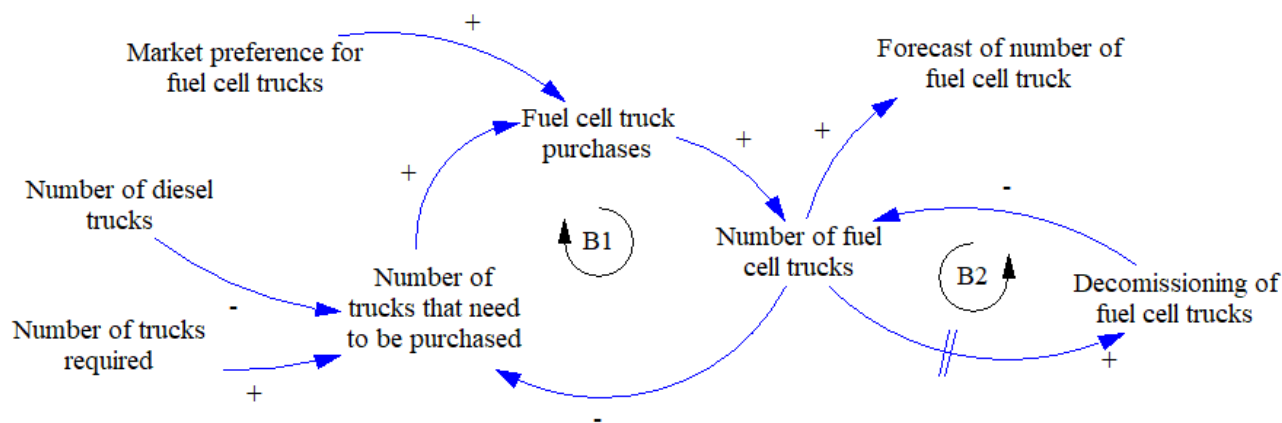 +
Market preference for
fuel cell trucks
Forecast of number of
fuel cell truck
Fuel cell truck
purchases
+
+
+
Number of diesel
trucks
-
B1
Number of fuel
cell trucks
B2
Decomissioning of
fuel cell trucks
Number of
trucks that need
to be purchased
-
Number of trucks
required
+
+
-